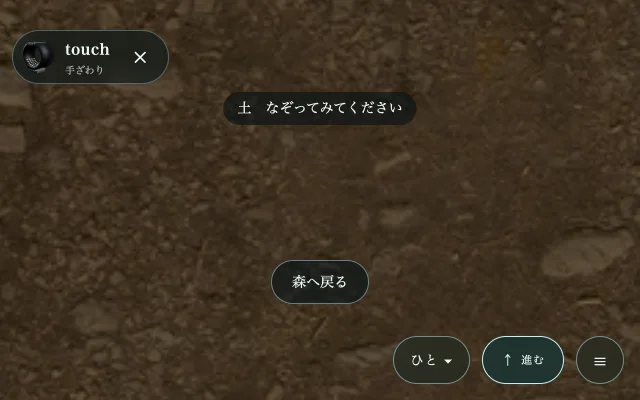 touch
手ざわり
土　なぞってみてください
森へ戻る
ひと
↑ 進む